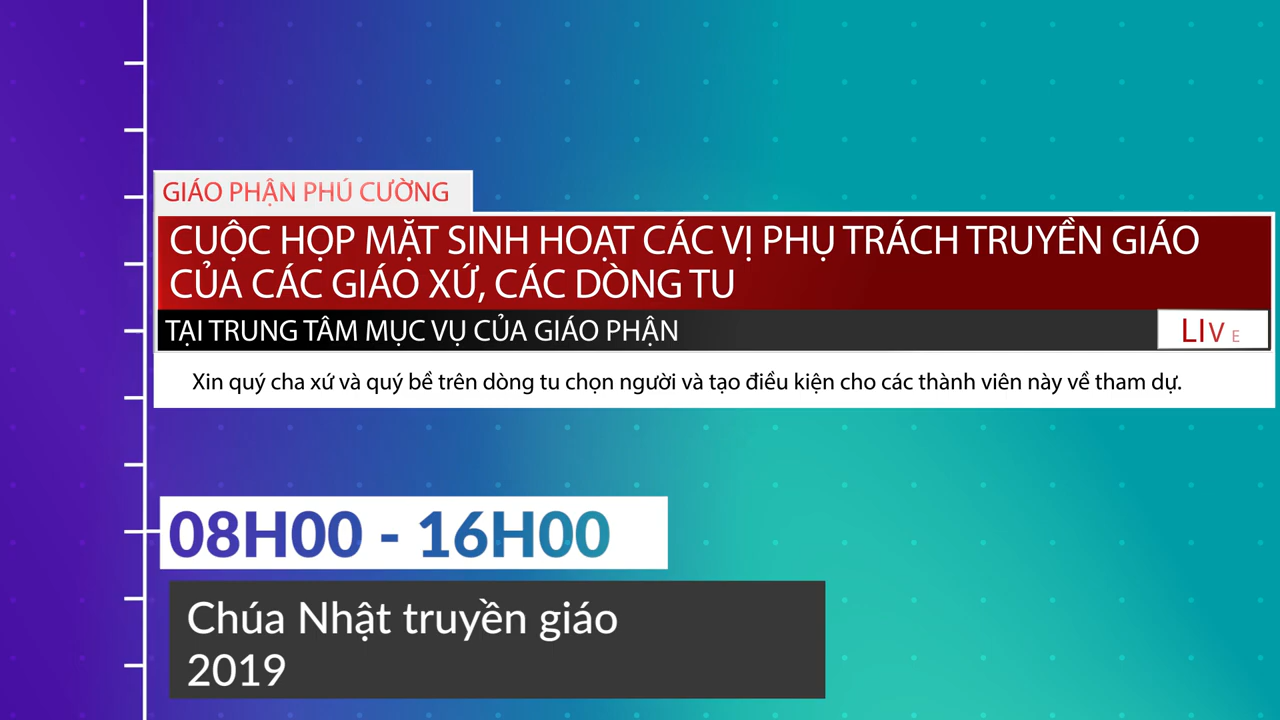 GIÁO PHẬN PHÚ CƯỜNG
CUỘC HỌP MẶT SINH HOẠT CÁC VỊ PHỤ TRÁCH TRUYỀN GIÁO
CỦA CÁC GIÁO XỨ, CÁC DÒNG TU
TẠI TRUNG TÂM MỤC VỤ CỦA GIÁO PHẬN
LIVE
Xin quý cha xứ và quý bề trên dòng tu chọn người và tạo điều kiện cho các thành viên này về tham dự.
08H00 - 16H00
Chúa Nhật truyền giáo
2019